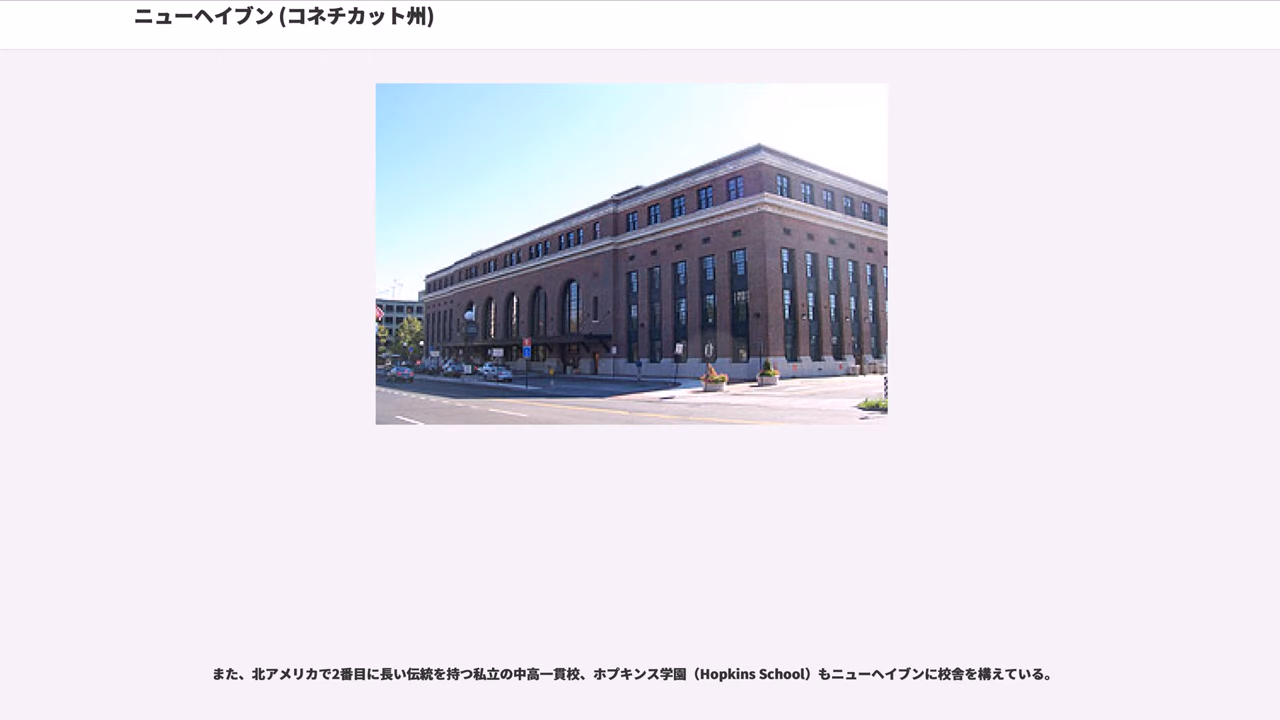 ニューヘイブン (コネチカット州)
また、北アメリカで2番目に長い伝統を持つ私立の中高一貫校、ホプキンス学園（Hopkins School）もニューヘイブンに校舎を構えている。